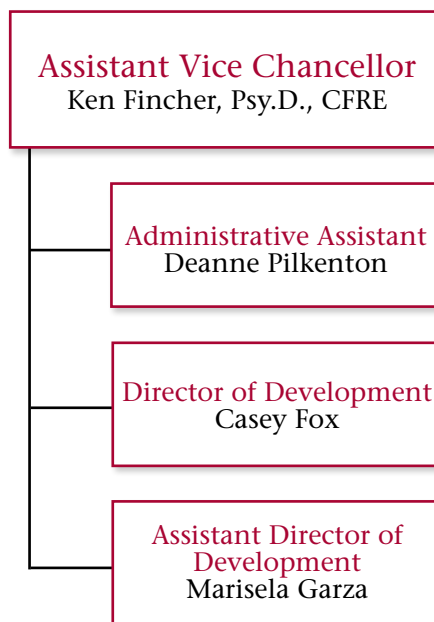 Assistant Vice Chancellor
Ken Fincher, Psy.D., CFRE
Administrative Assistant
Deanne Pilkenton
Director of Development
Casey Fox
Assistant Director of
Development
Marisela Garza